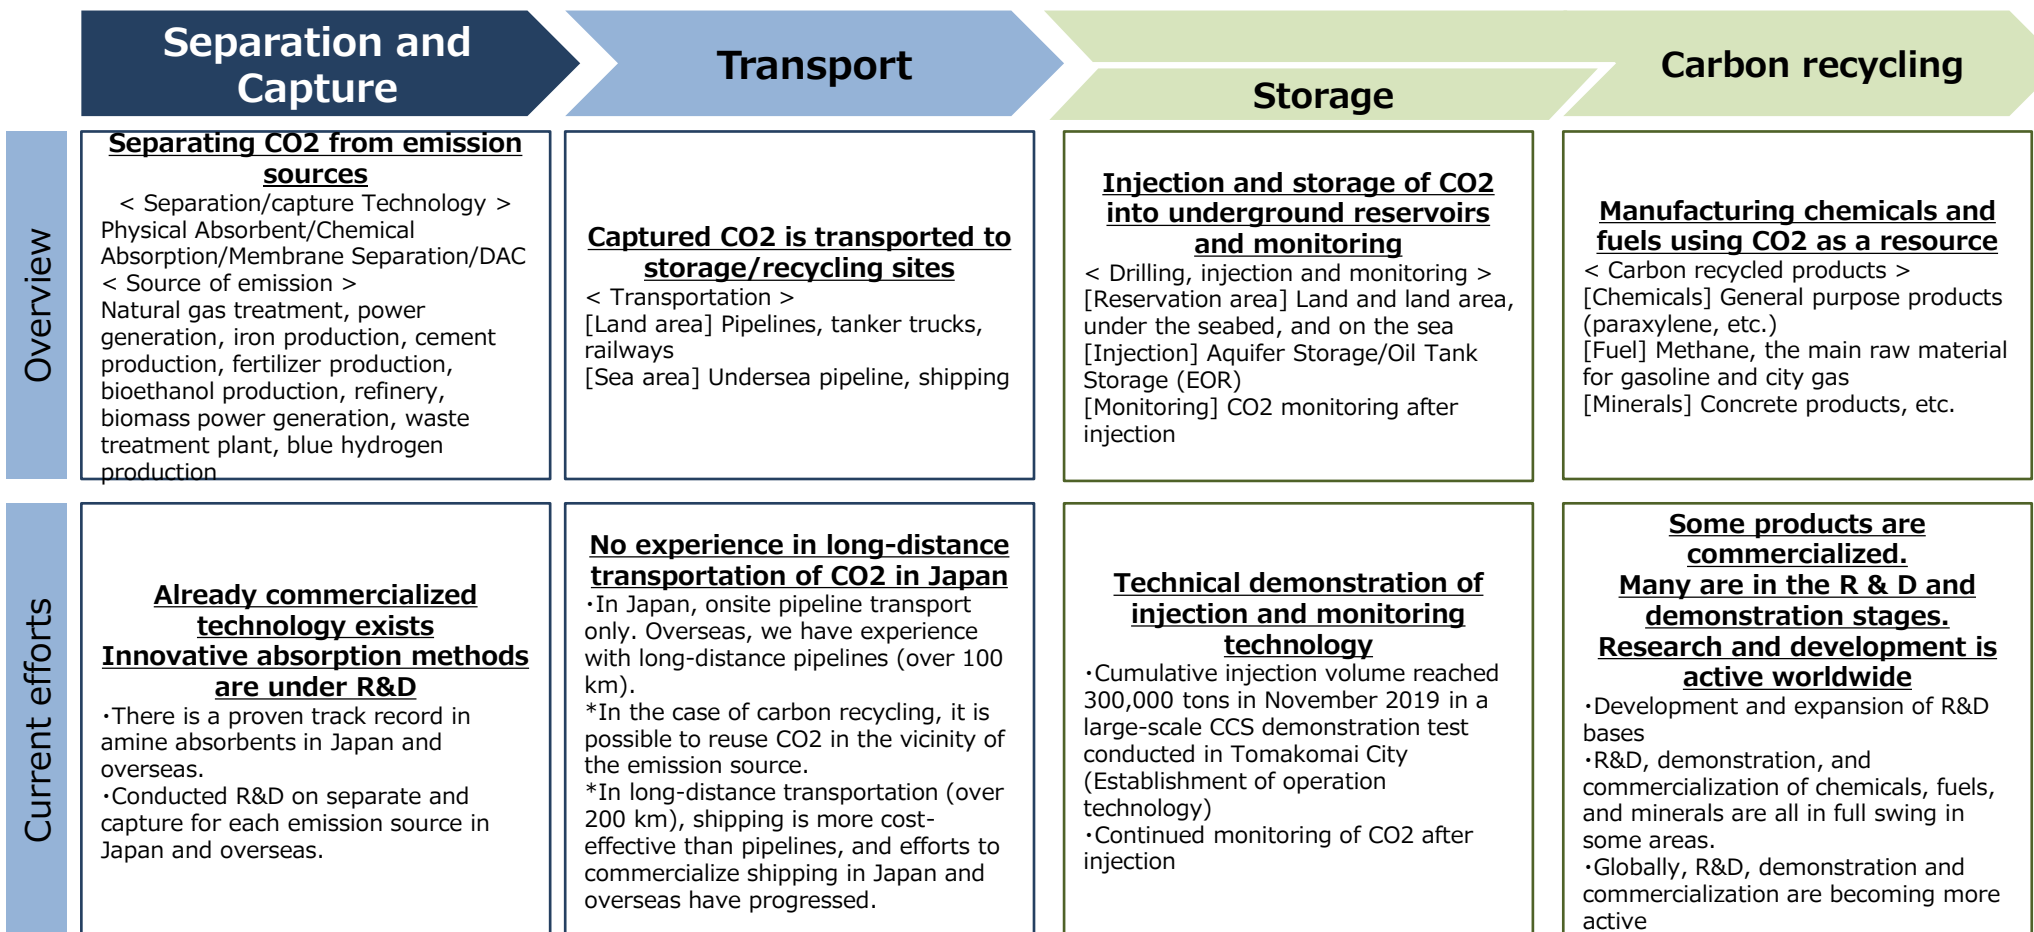 Separation and
Capture
Transport
Storage
Carbon recycling
Overview
Separating CO2 from emission
sources
< Separation/capture Technology >
Physical Absorbent/Chemical
Absorption/Membrane Separation/DAC
< Source of emission >
Natural gas treatment, power
generation, iron production, cement
production, fertilizer production,
bioethanol production, refinery,
biomass power generation, waste
treatment plant, blue hydrogen
production
Captured CO2 is transported to
storage/recycling sites
< Transportation >
[Land area] Pipelines, tanker trucks,
railways
[Sea area] Undersea pipeline, shipping
Injection and storage of CO2
into underground reservoirs
and monitoring
< Drilling, injection and monitoring >
[Reservation area] Land and land area,
under the seabed, and on the sea
[Injection] Aquifer Storage/Oil Tank
Storage (EOR)
[Monitoring] CO2 monitoring after
injection
Manufacturing chemicals and
fuels using CO2 as a resource
< Carbon recycled products >
[Chemicals] General purpose products
(paraxylene, etc.)
[Fuel] Methane, the main raw material
for gasoline and city gas
[Minerals] Concrete products, etc.
Current efforts
Already commercialized
technology exists
Innovative absorption methods
are under R&D
・There is a proven track record in
amine absorbents in Japan and
overseas.
・Conducted R&D on separate and
capture for each emission source in
Japan and overseas.
No experience in long-distance
transportation of CO2 in Japan
・In Japan, onsite pipeline transport
only. Overseas, we have experience
with long-distance pipelines (over 100
km).
*In the case of carbon recycling, it is
possible to reuse CO2 in the vicinity of
the emission source.
*In long-distance transportation (over
200 km), shipping is more cost-
effective than pipelines, and efforts to
commercialize shipping in Japan and
overseas have progressed.
Technical demonstration of
injection and monitoring
technology
・Cumulative injection volume reached
300,000 tons in November 2019 in a
large-scale CCS demonstration test
conducted in Tomakomai City
(Establishment of operation
technology)
・Continued monitoring of CO2 after
injection
Some products are
commercialized.
Many are in the R & D and
demonstration stages.
Research and development is
active worldwide
・Development and expansion of R&D
bases
・R&D, demonstration, and
commercialization of chemicals, fuels,
and minerals are all in full swing in
some areas.
・Globally, R&D, demonstration and
commercialization are becoming more
active